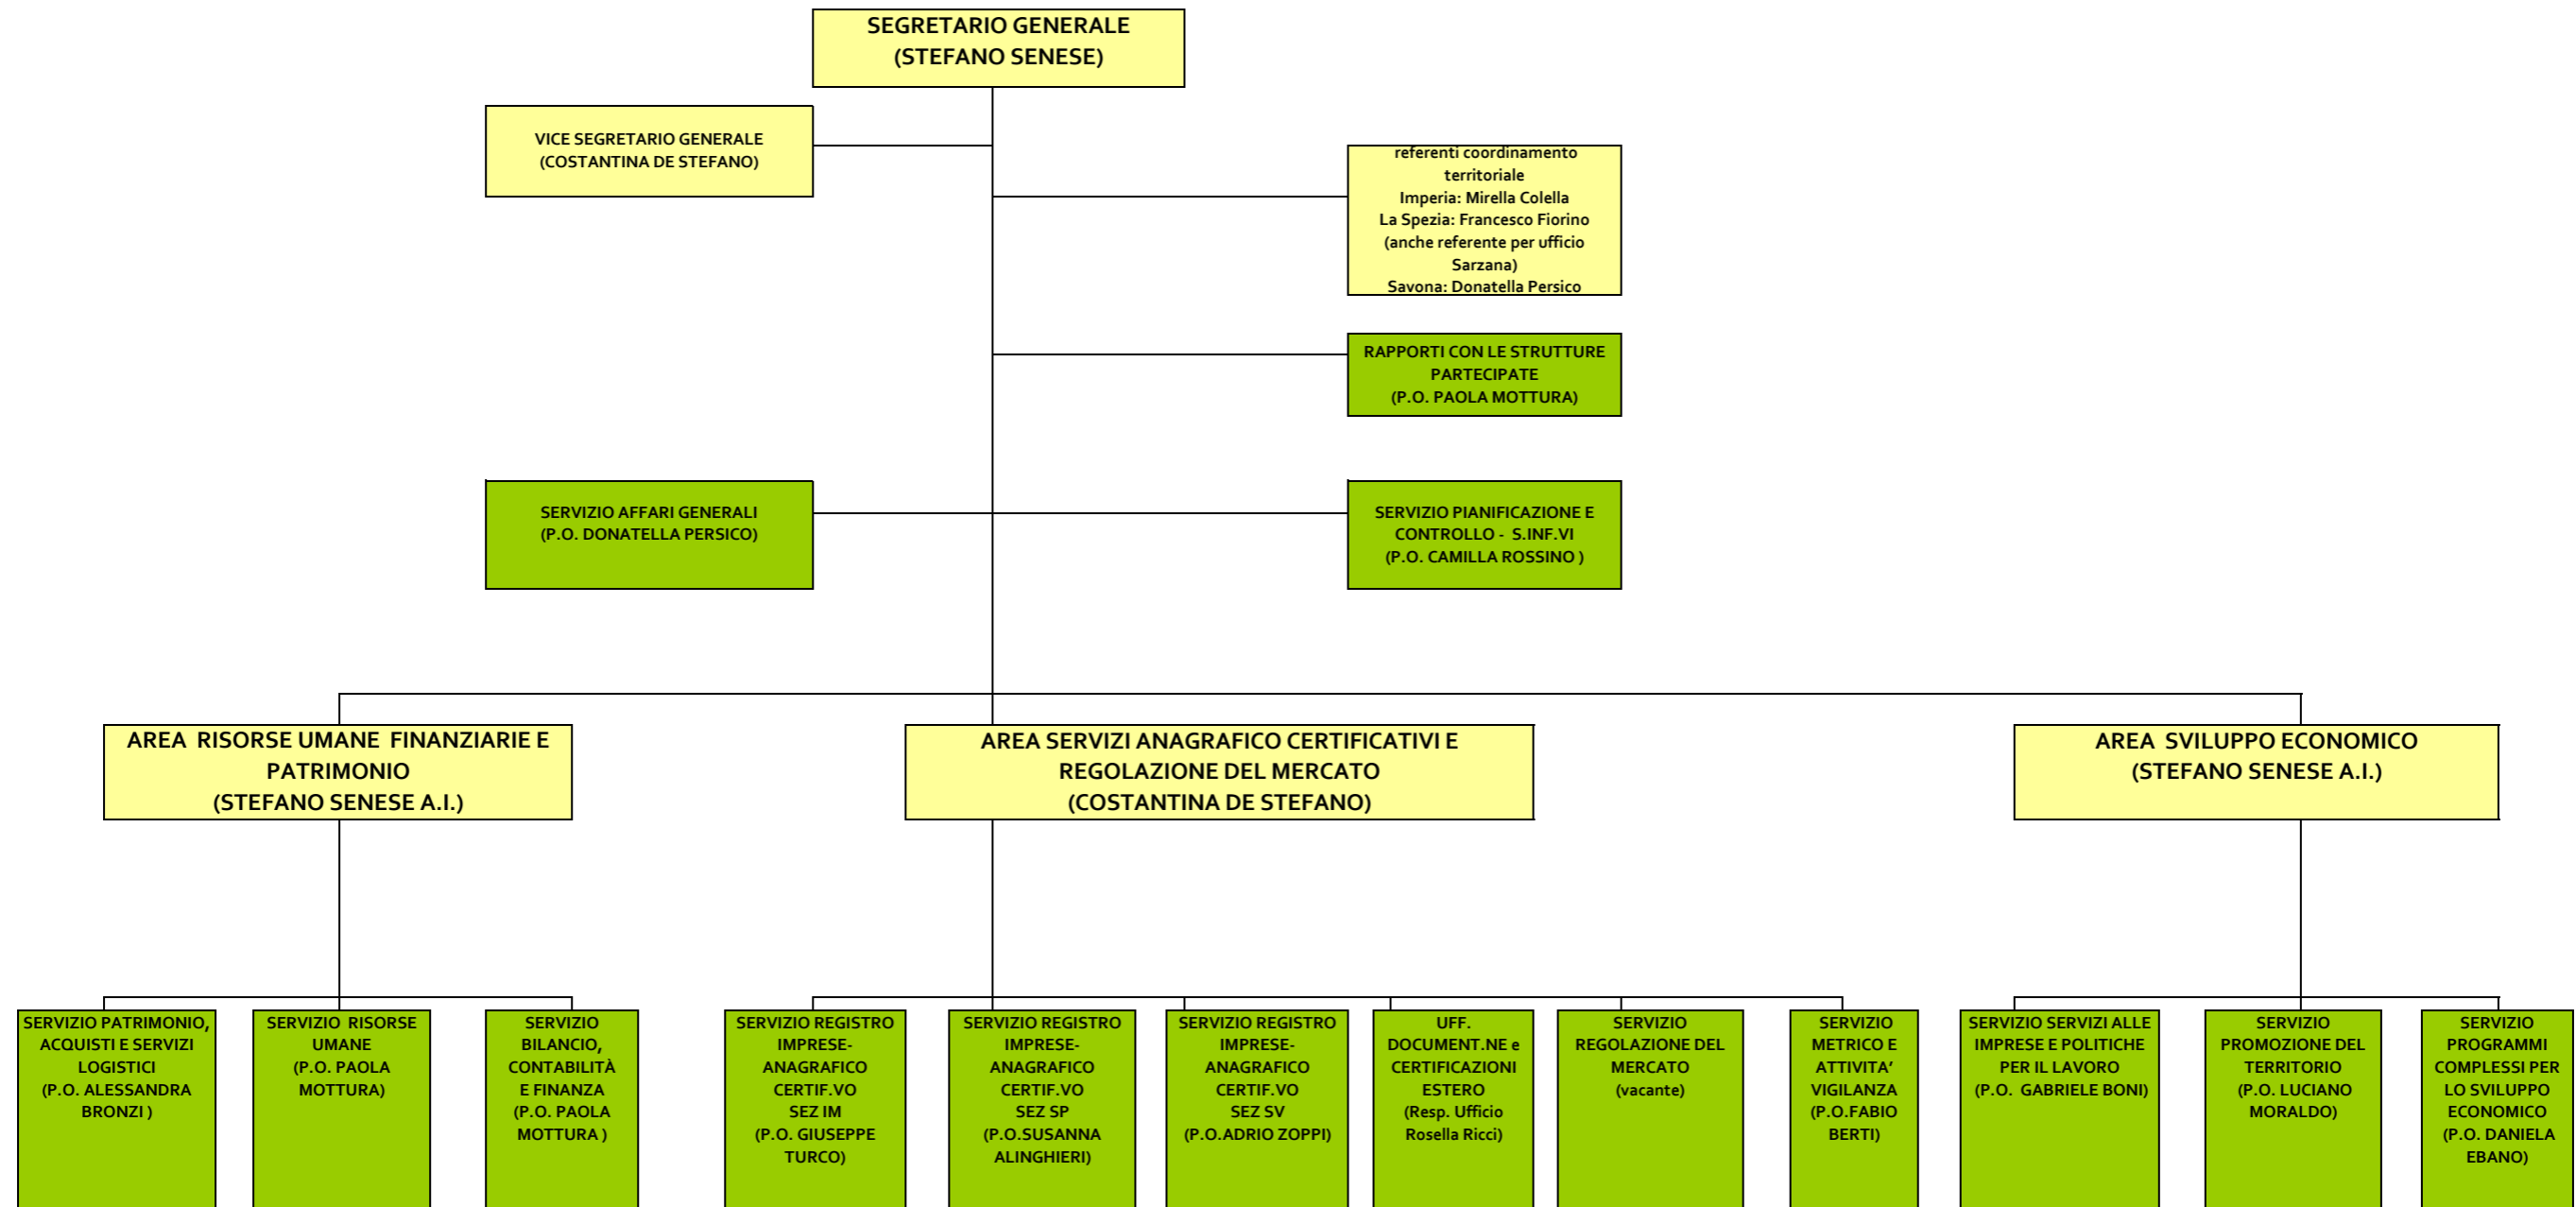 SEGRETARIO GENERALE
(STEFANO SENESE)
VICE SEGRETARIO GENERALE
(COSTANTINA DE STEFANO)
referenti coordinamento
territoriale
Imperia: Mirella Colella
La Spezia: Francesco Fiorino
(anche referente per ufficio
Sarzana)
Savona: Donatella Persico
RAPPORTI CON LE STRUTTURE
PARTECIPATE
(P.O. PAOLA MOTTURA)
SERVIZIO AFFARI GENERALI
(P.O. DONATELLA PERSICO)
SERVIZIO PIANIFICAZIONE E
CONTROLLO - S.INF.VI
(P.O. CAMILLA ROSSINO )
AREA RISORSE UMANE FINANZIARIE E
PATRIMONIO
(STEFANO SENESE A.I.)
AREA SERVIZI ANAGRAFICO CERTIFICATIVI E
REGOLAZIONE DEL MERCATO
(COSTANTINA DE STEFANO)
AREA SVILUPPO ECONOMICO
(STEFANO SENESE A.I.)
SERVIZIO PATRIMONIO,
ACQUISTI E SERVIZI
LOGISTICI
(P.O. ALESSANDRA
BRONZI )
SERVIZIO RISORSE
UMANE
(P.O. PAOLA
MOTTURA)
SERVIZIO
BILANCIO,
CONTABILITÀ
E FINANZA
(P.O. PAOLA
MOTTURA )
SERVIZIO REGISTRO
IMPRESE-
ANAGRAFICO
CERTIF.VO
SEZ IM
(P.O. GIUSEPPE
TURCO)
SERVIZIO REGISTRO
IMPRESE-
ANAGRAFICO
CERTIF.VO
SEZ SP
(P.O.SUSANNA
ALINGHIERI)
SERVIZIO REGISTRO
IMPRESE-
ANAGRAFICO
CERTIF.VO
SEZ SV
(P.O.ADRIO ZOPPI)
UFF.
DOCUMENT.NE e
CERTIFICAZIONI
ESTERO
(Resp. Ufficio
Rosella Ricci)
SERVIZIO
REGOLAZIONE DEL
MERCATO
(vacante)
SERVIZIO
METRICO E
ATTIVITA’
VIGILANZA
(P.O.FABIO
BERTI)
SERVIZIO SERVIZI ALLE
IMPRESE E POLITICHE
PER IL LAVORO
(P.O. GABRIELE BONI)
SERVIZIO
PROMOZIONE DEL
TERRITORIO
(P.O. LUCIANO
MORALDO)
SERVIZIO
PROGRAMMI
COMPLESSI PER
LO SVILUPPO
ECONOMICO
(P.O. DANIELA
EBANO)